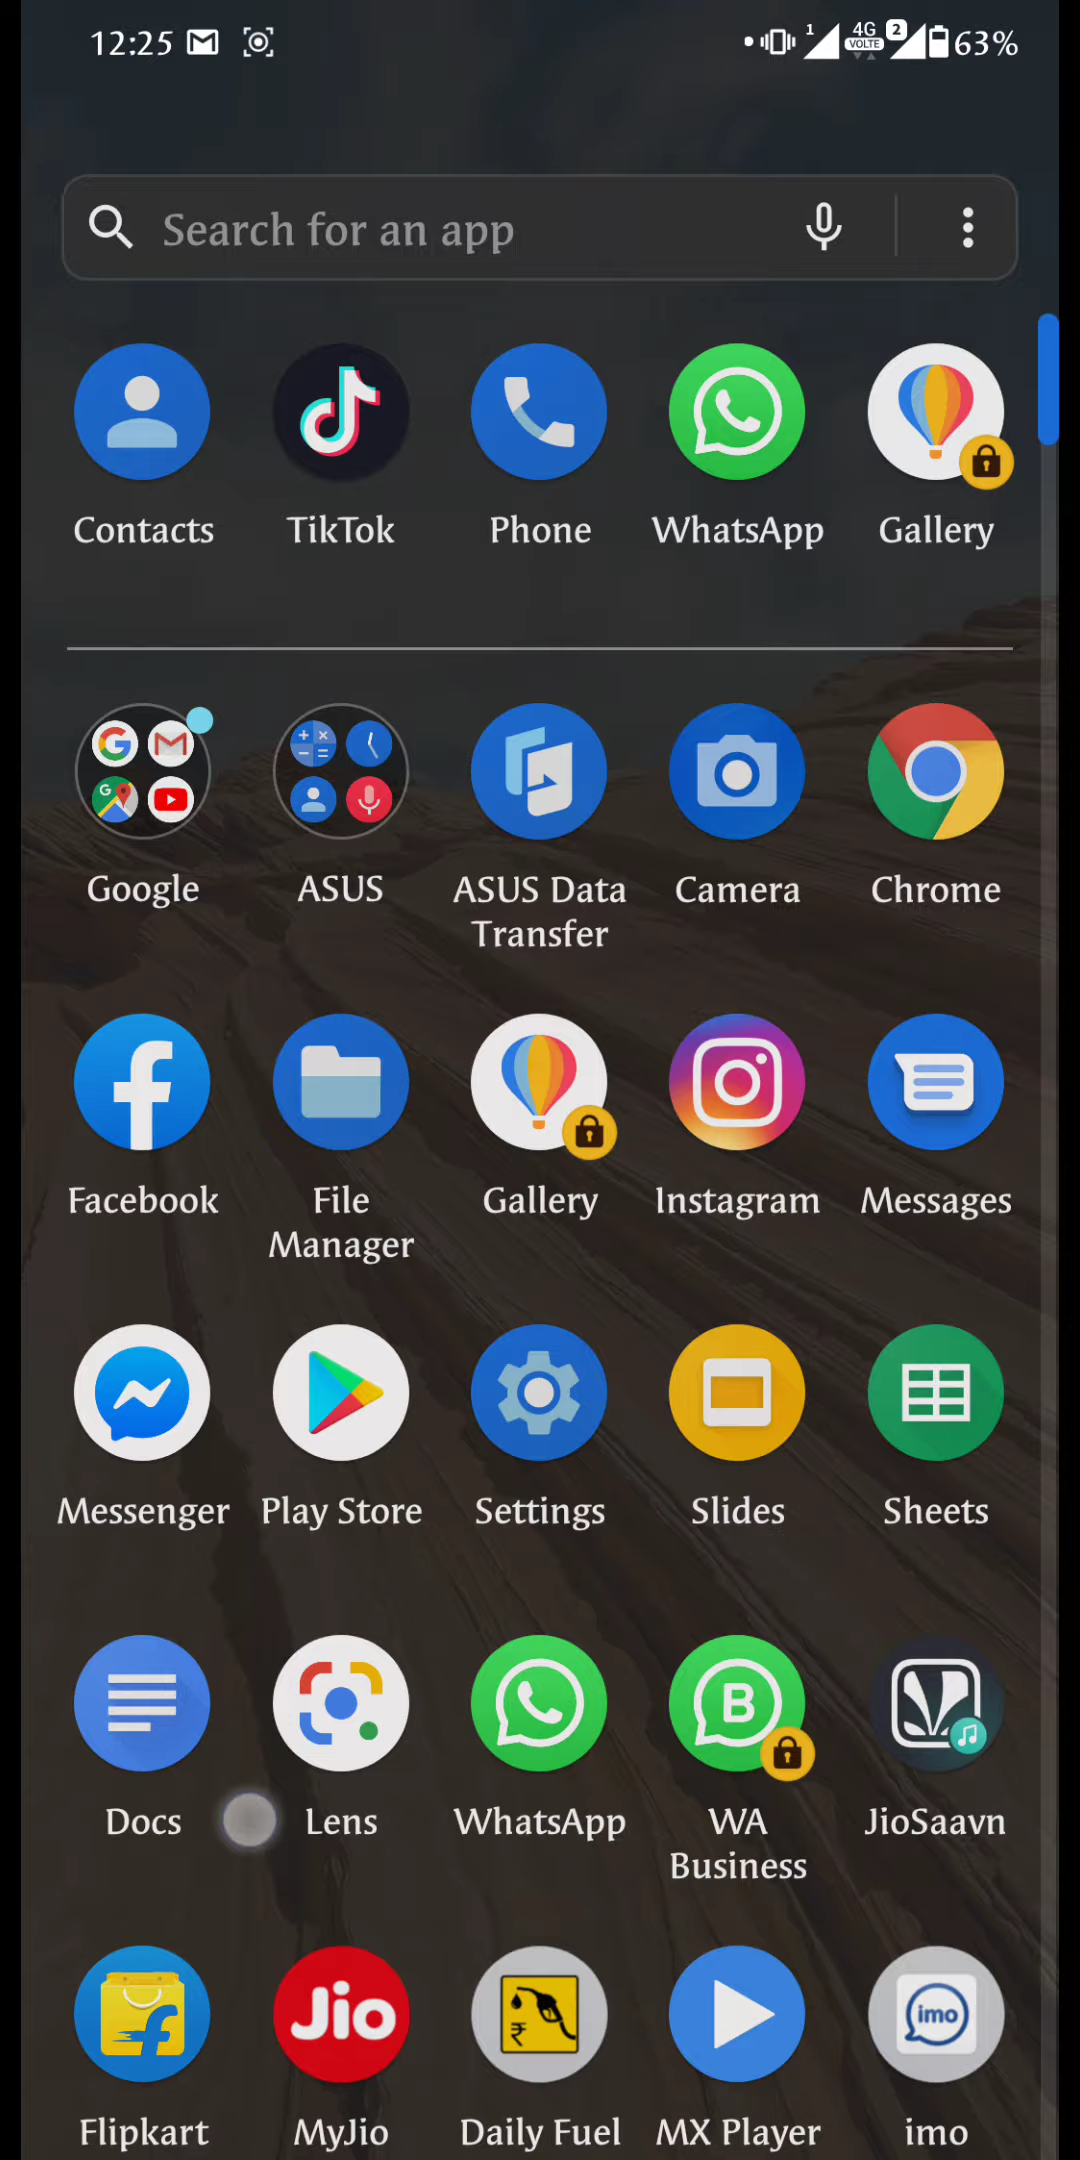 12:25 1 4G VOLTE 2 63%
Search for an app
Contacts TikTok Phone WhatsApp Gallery
Google ASUS ASUS Data Transfer Camera Chrome
Facebook File Manager Gallery Instagram Messages
Messenger Play Store Settings Slides Sheets
B
Docs Lens WhatsApp WA Business JioSaavn
Jio imo
Flipkart MyJio Daily Fuel MX Player imo